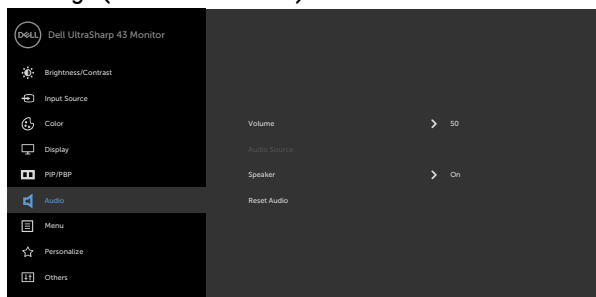 DELL Dell UltraSharp 43 Monitor
Brightness/Contrast
Input Source
Color
Display
PIP/PBP
Audio
Menu
Personalize
Others
Volume 50
Audio Source
Speaker On
Reset Audio